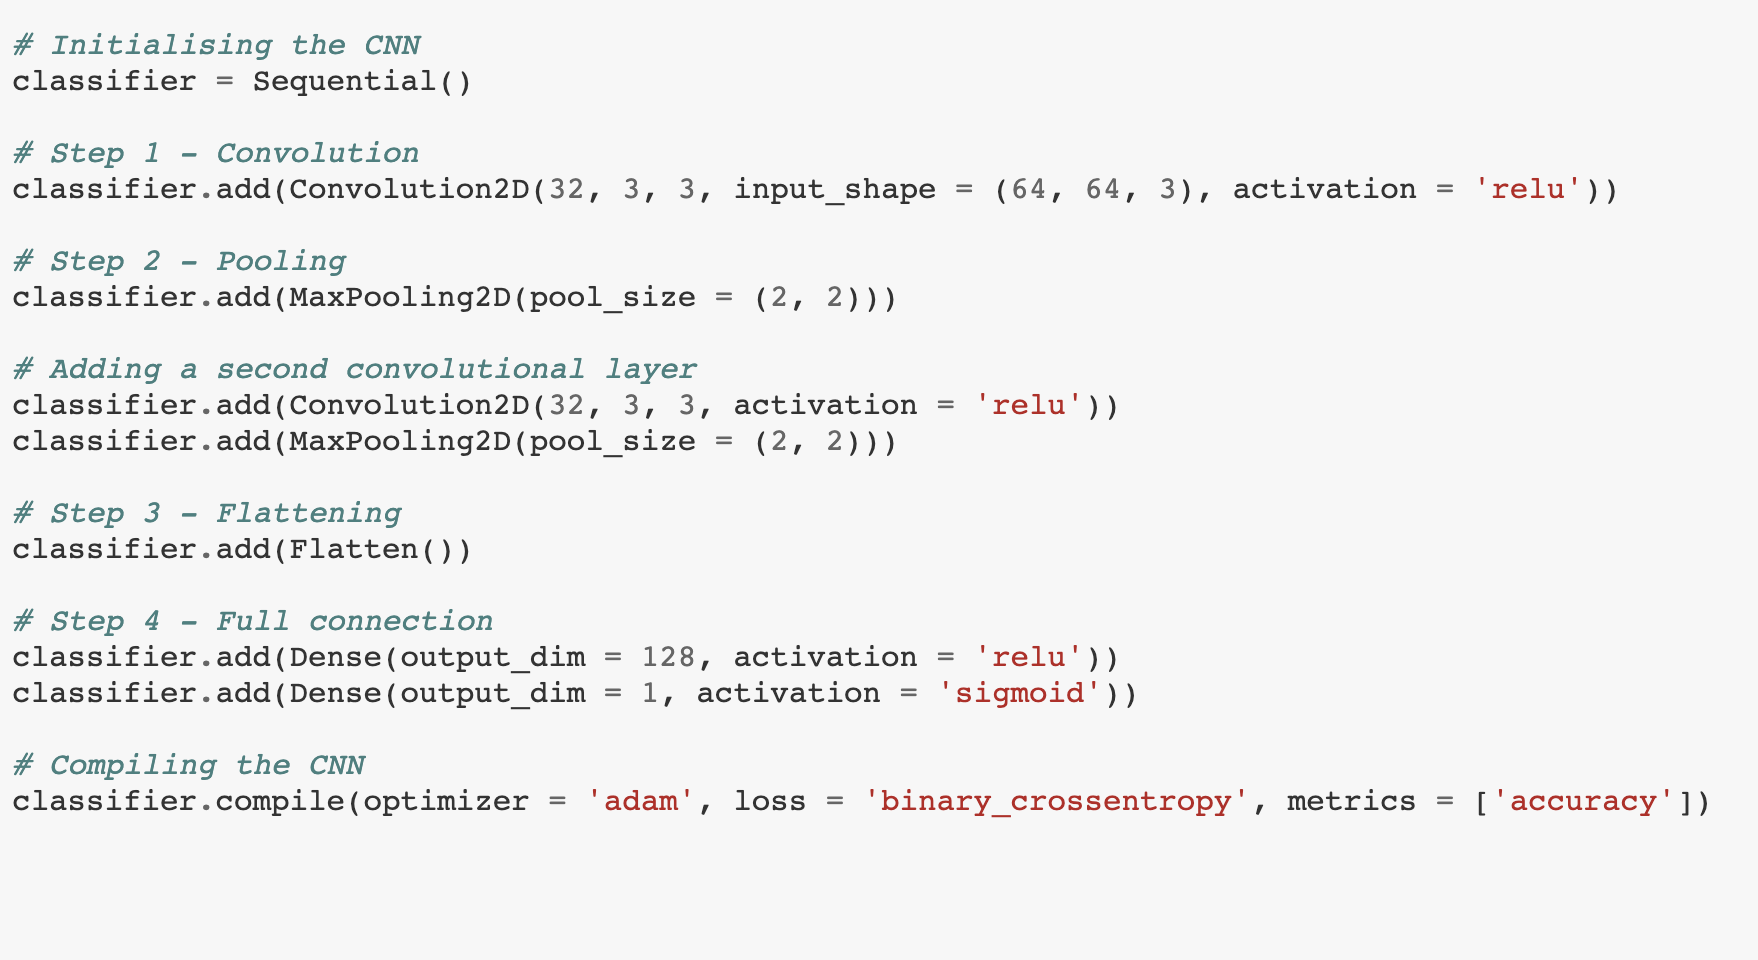 # Initialising the CNN
classifier = Sequential()
# Step 1 - Convolution
classifier.add(Convolution2D(32, 3, 3, input_shape = (64, 64, 3), activation = 'relu'))
# Step 2 - Pooling
classifier.add(MaxPooling2D(pool_size = (2, 2)))
# Adding a second convolutional layer
classifier.add(Convolution2D(32, 3, 3, activation = 'relu'))
classifier.add(MaxPooling2D(pool_size = (2, 2)))
# Step 3 - Flattening
classifier.add(Flatten())
# Step 4 - Full connection
classifier.add(Dense(output_dim = 128, activation = 'relu'))
classifier.add(Dense(output_dim = 1, activation = 'sigmoid'))
# Compiling the CNN
classifier.compile(optimizer = 'adam', loss = 'binary_crossentropy', metrics = ['accuracy'])